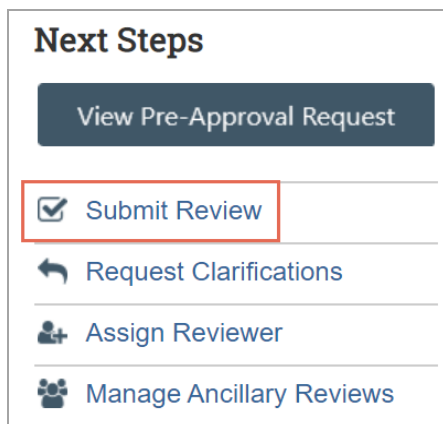 Next Steps
View Pre-Approval Request
Submit Review
Request Clarifications
Assign Reviewer
Manage Ancillary Reviews